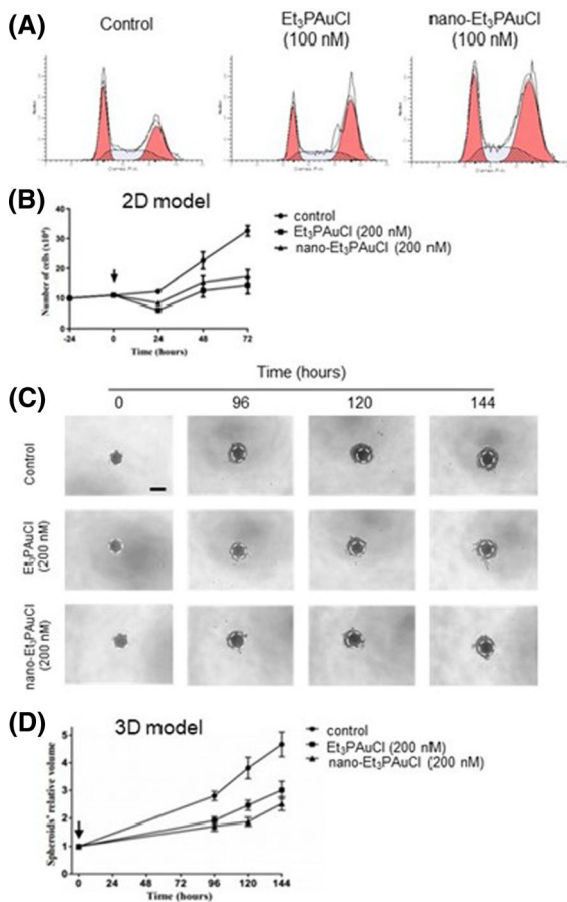 (A)
Control
Et₃PAuCl
(100 nM)
nano-Et₃PAuCl
(100 nM)
(B)
2D model
control
Et₃PAuCl (200 nM)
nano-Et₃PAuCl (200 nM)
Number of cells (x10⁴)
40
30
20
10
0
-24 0 24 48 72
Time (hours)
(C)
Time (hours)
0 96 120 144
Control
Et₃PAuCl
(200 nM)
nano-Et₃PAuCl
(200 nM)
(D)
3D model
control
Et₃PAuCl (200 nM)
nano-Et₃PAuCl (200 nM)
Spheroids' relative volume
5
4
3
2
1
0
0 24 48 72 96 120 144
Time (hours)